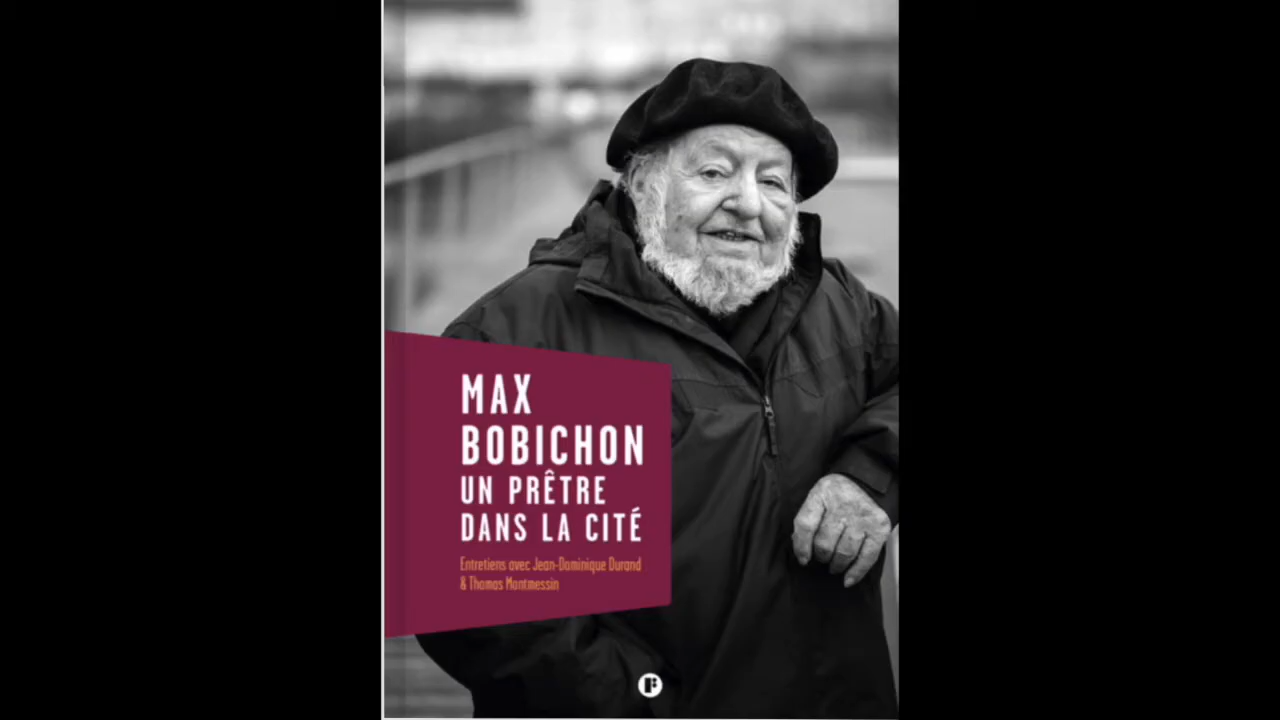 MAX
BOBICHON
UN PRÊTRE
DANS LA CITÉ
Entretiens avec Jean-Dominique Durand
& Thomas Montmessin